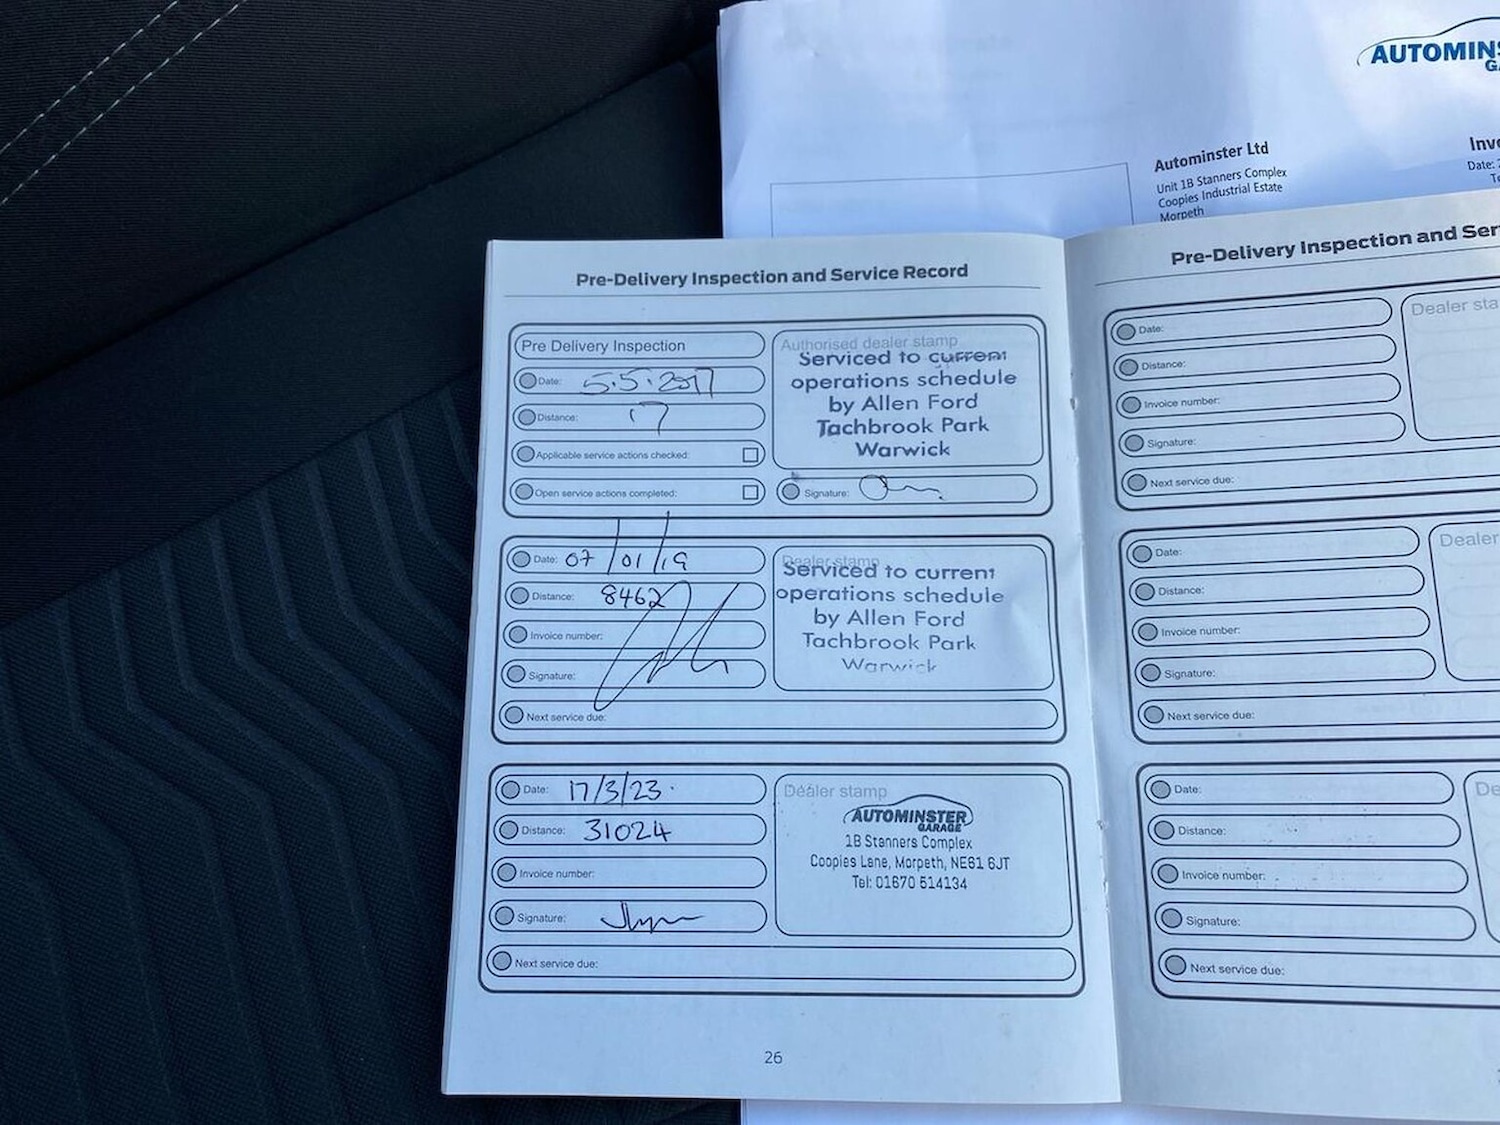 AUTOMINS
GA
Autominster Ltd
Unit 1B Stanners Complex
Coopies Industrial Estate
Morpeth
Invo
Date: 2
Te
Pre-Delivery Inspection and Service Record
Pre Delivery Inspection
Date: 5.5.2017
Distance: 17
Applicable service actions checked:
Open service actions completed:
Authorised dealer stamp
Serviced to current
operations schedule
by Allen Ford
Tachbrook Park
Warwick
Signature:
Date: 07/01/19
Distance: 8462
Invoice number:
Signature:
Next service due:
Dealer stamp
Serviced to current
operations schedule
by Allen Ford
Tachbrook Park
Warwick
Date: 17/3/23.
Distance: 31024
Invoice number:
Signature:
Next service due:
Dealer stamp
AUTOMINSTER
GARAGE
1B Stanners Complex
Coopies Lane, Morpeth, NE61 6JT
Tel: 01670 514134
26
Pre-Delivery Inspection and Ser
Date:
Distance:
Invoice number:
Signature:
Next service due:
Dealer sta
Date:
Distance:
Invoice number:
Signature:
Next service due:
Dealer
Date:
Distance:
Invoice number:
Signature:
Next service due:
De